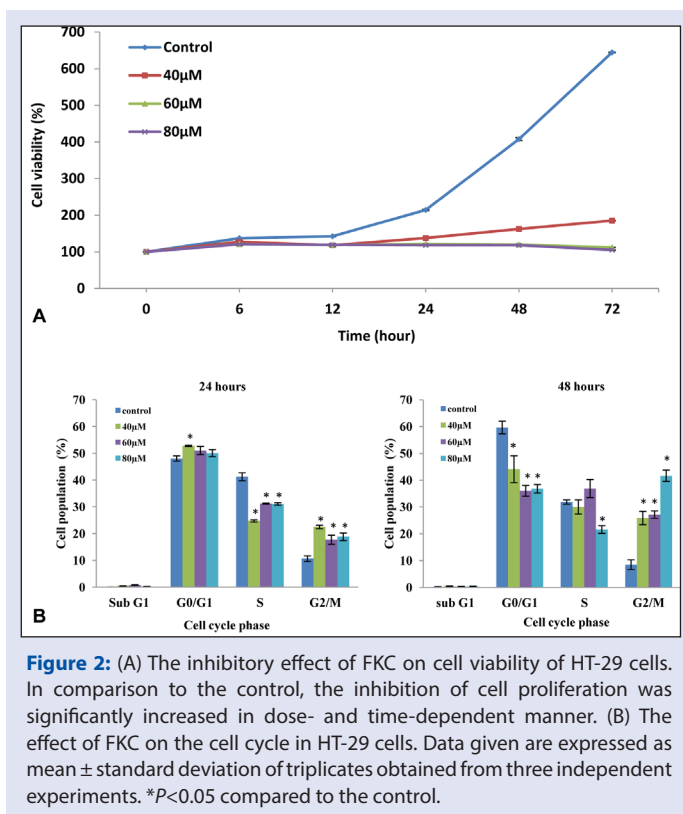 700
600
500
400
300
200
100
0
Cell viability (%)
Control
40µM
60µM
80µM
0 6 12 24 48 72
A
Time (hour)
24 hours
70
60
50
40
30
20
10
0
Cell population (%)
control
40µM
60µM
80µM
* * * * * * *
Sub G1 G0/G1 S G2/M
Cell cycle phase
B
48 hours
70
60
50
40
30
20
10
0
Cell population (%)
control
40µM
60µM
80µM
* * * * * * *
sub G1 G0/G1 S G2/M
Cell cycle phase
Figure 2: (A) The inhibitory effect of FKC on cell viability of HT-29 cells.
In comparison to the control, the inhibition of cell proliferation was
significantly increased in dose- and time-dependent manner. (B) The
effect of FKC on the cell cycle in HT-29 cells. Data given are expressed as
mean ± standard deviation of triplicates obtained from three independent
experiments. *P<0.05 compared to the control.